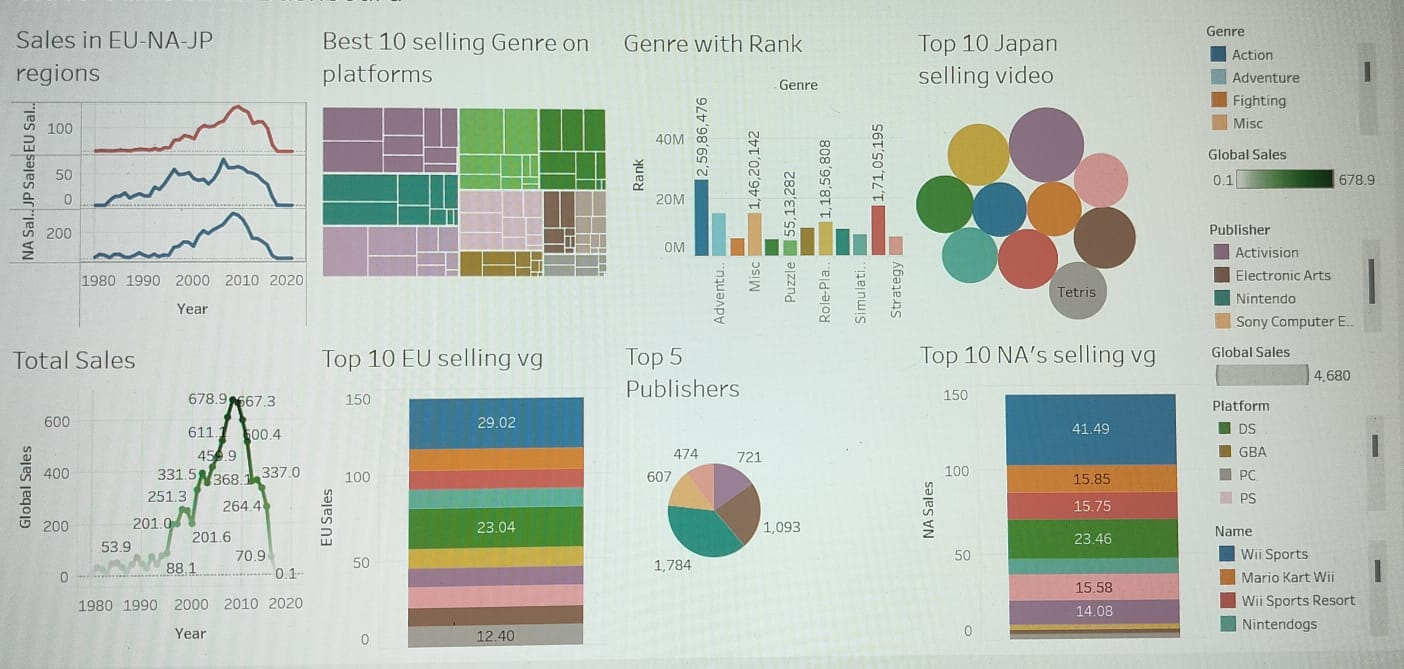 Sales in EU-NA-JP
regions
EU Sal..
100
JP Sales
50
0
NA Sal..
200
1980 1990 2000 2010 2020
Year
Best 10 selling Genre on
platforms
Genre with Rank
Genre
Rank
40M
20M
0M
2,59,86,476
1,46,20,142
55,13,282
1,18,56,808
1,71,05,195
Adventu..
Misc
Puzzle
Role-Pla..
Simulati..
Strategy
Top 10 Japan
selling video
Tetris
Genre
Action
Adventure
Fighting
Misc
Global Sales
0.1 678.9
Publisher
Activision
Electronic Arts
Nintendo
Sony Computer E..
Total Sales
Global Sales
600
400
200
0
678.9 667.3
611.
600.4
459.9
331.5 368.1 337.0
251.3
264.4
201.0
201.6
53.9
88.1
70.9
0.1
1980 1990 2000 2010 2020
Year
Top 10 EU selling vg
EU Sales
150
100
50
0
29.02
23.04
12.40
Top 5
Publishers
474 721
607
1,093
1,784
Top 10 NA's selling vg
NA Sales
150
100
50
0
41.49
15.85
15.75
23.46
15.58
14.08
Global Sales
4,680
Platform
DS
GBA
PC
PS
Name
Wii Sports
Mario Kart Wii
Wii Sports Resort
Nintendogs